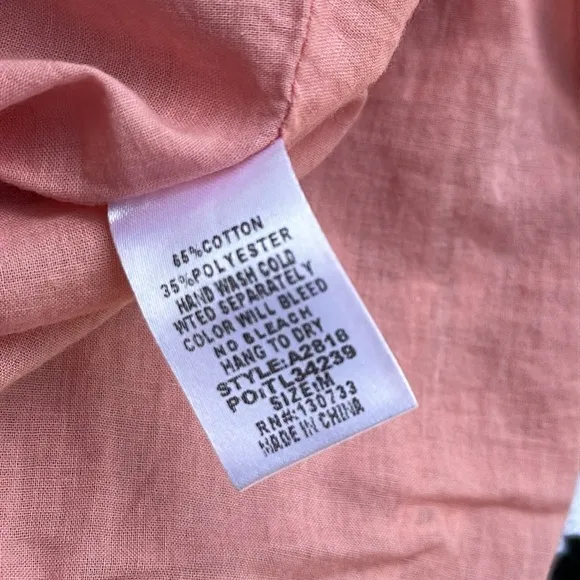 65%COTTON
35%POLYESTER
HAND WASH COLD
WTED SEPARATELY
COLOR WILL BLEED
NO BLEACH
HANG TO DRY
STYLE:A2818
PO:TL34239
SIZE:M
RN#:130733
MADE IN CHINA